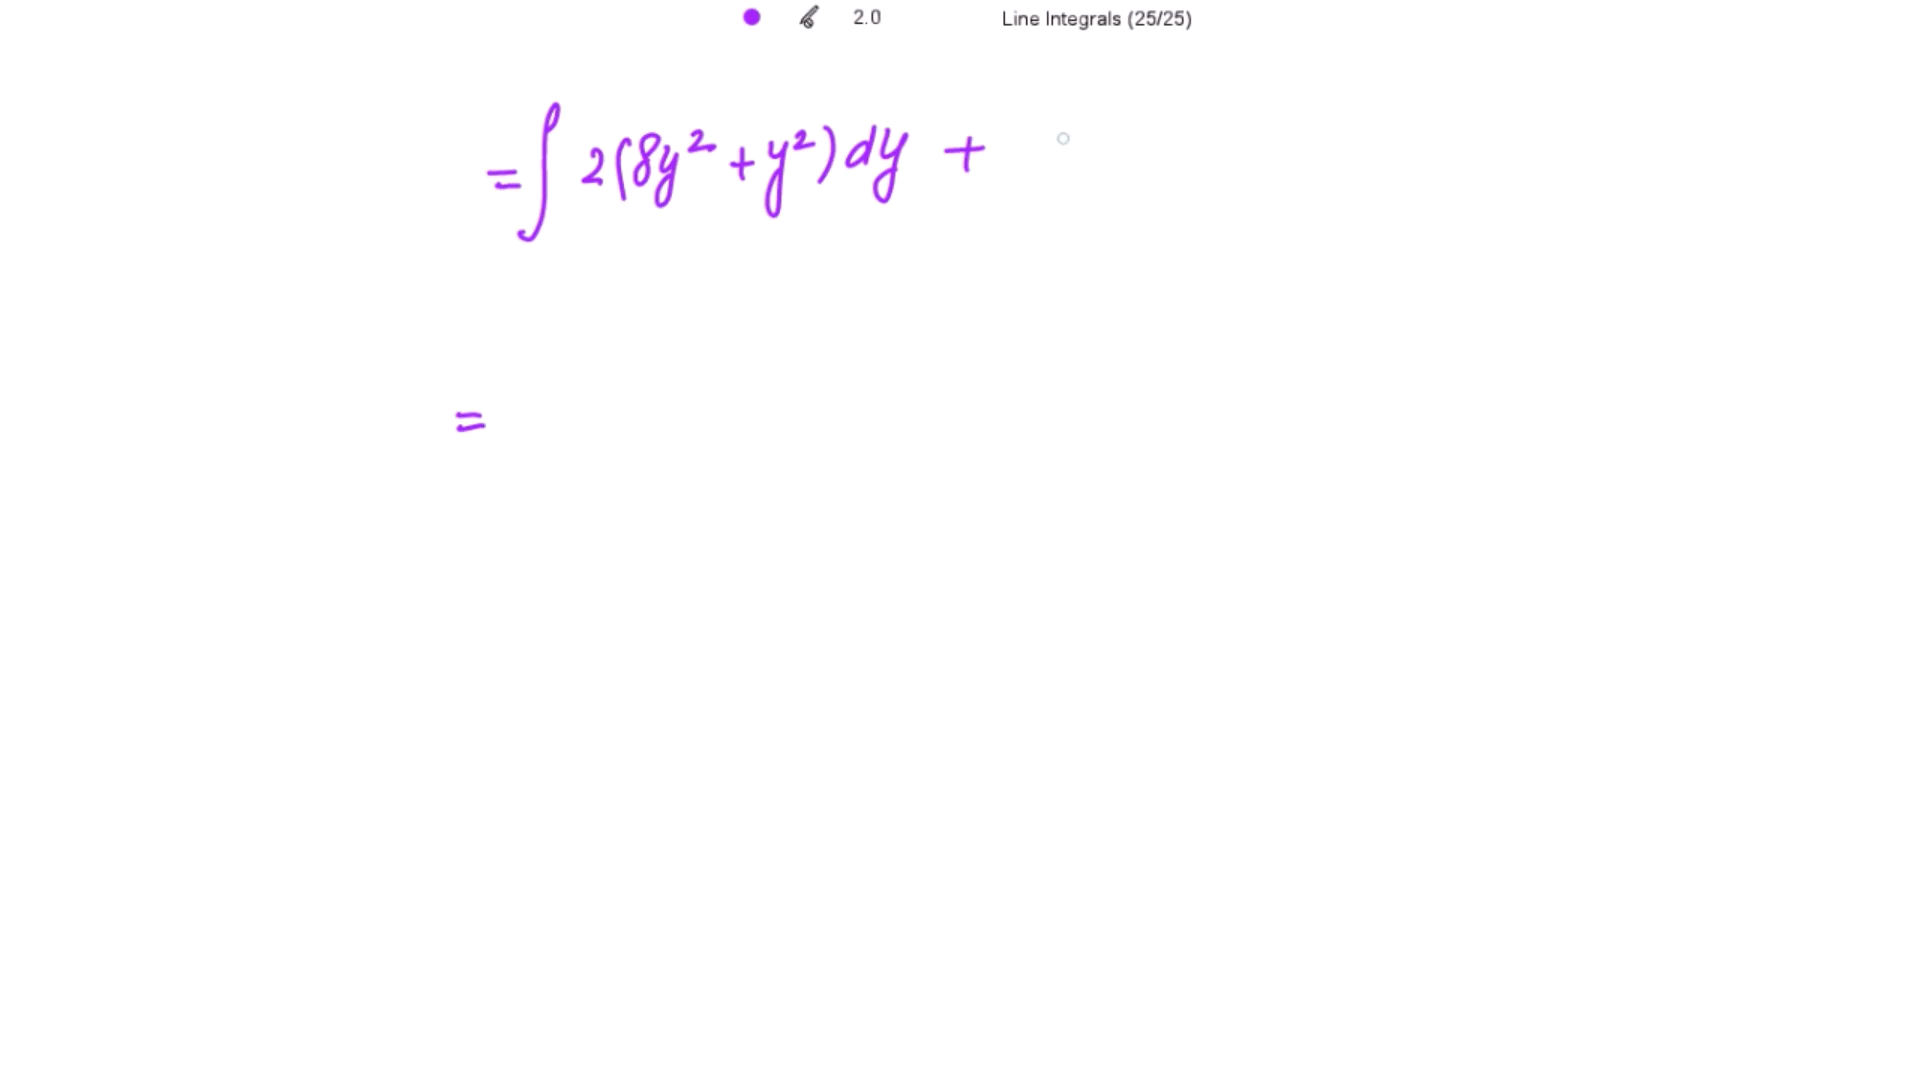 2.0 Line Integrals (25/25)
=∫ 2(8y² + y²) dy +
=